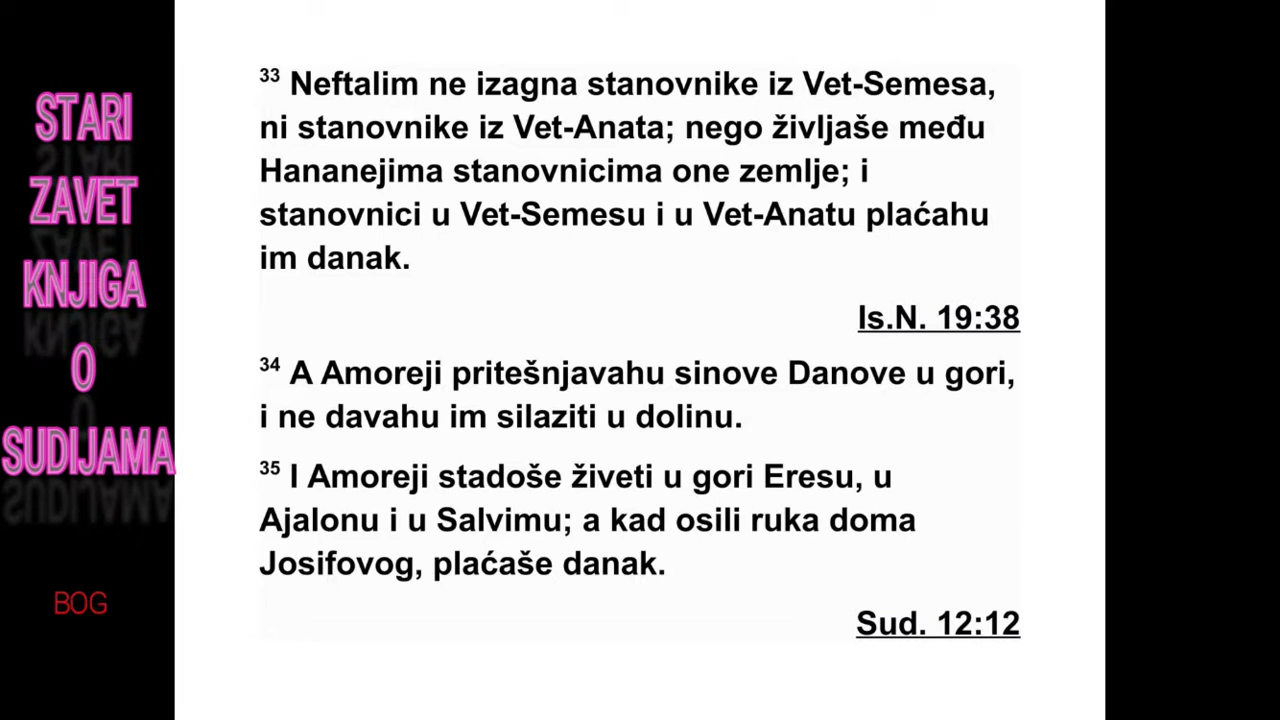 STARI
ZAVET
KNJIGA
O
SUDIJAMA
BOG
33 Neftalim ne izagna stanovnike iz Vet-Semesa,
ni stanovnike iz Vet-Anata; nego življaše među
Hananejima stanovnicima one zemlje; i
stanovnici u Vet-Semesu i u Vet-Anatu plaćahu
im danak.
Is.N. 19:38
34 A Amoreji pritešnjavahu sinove Danove u gori,
i ne davahu im silaziti u dolinu.
35 I Amoreji stadoše živeti u gori Eresu, u
Ajalonu i u Salvimu; a kad osili ruka doma
Josifovog, plaćaše danak.
Sud. 12:12